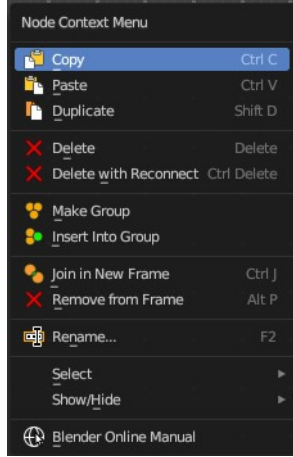 Node Context Menu
Copy Ctrl C
Paste Ctrl V
Duplicate Shift D
Delete Delete
Delete with Reconnect Ctrl Delete
Make Group
Insert Into Group
Join in New Frame Ctrl J
Remove from Frame Alt P
Rename... F2
Select
Show/Hide
Blender Online Manual